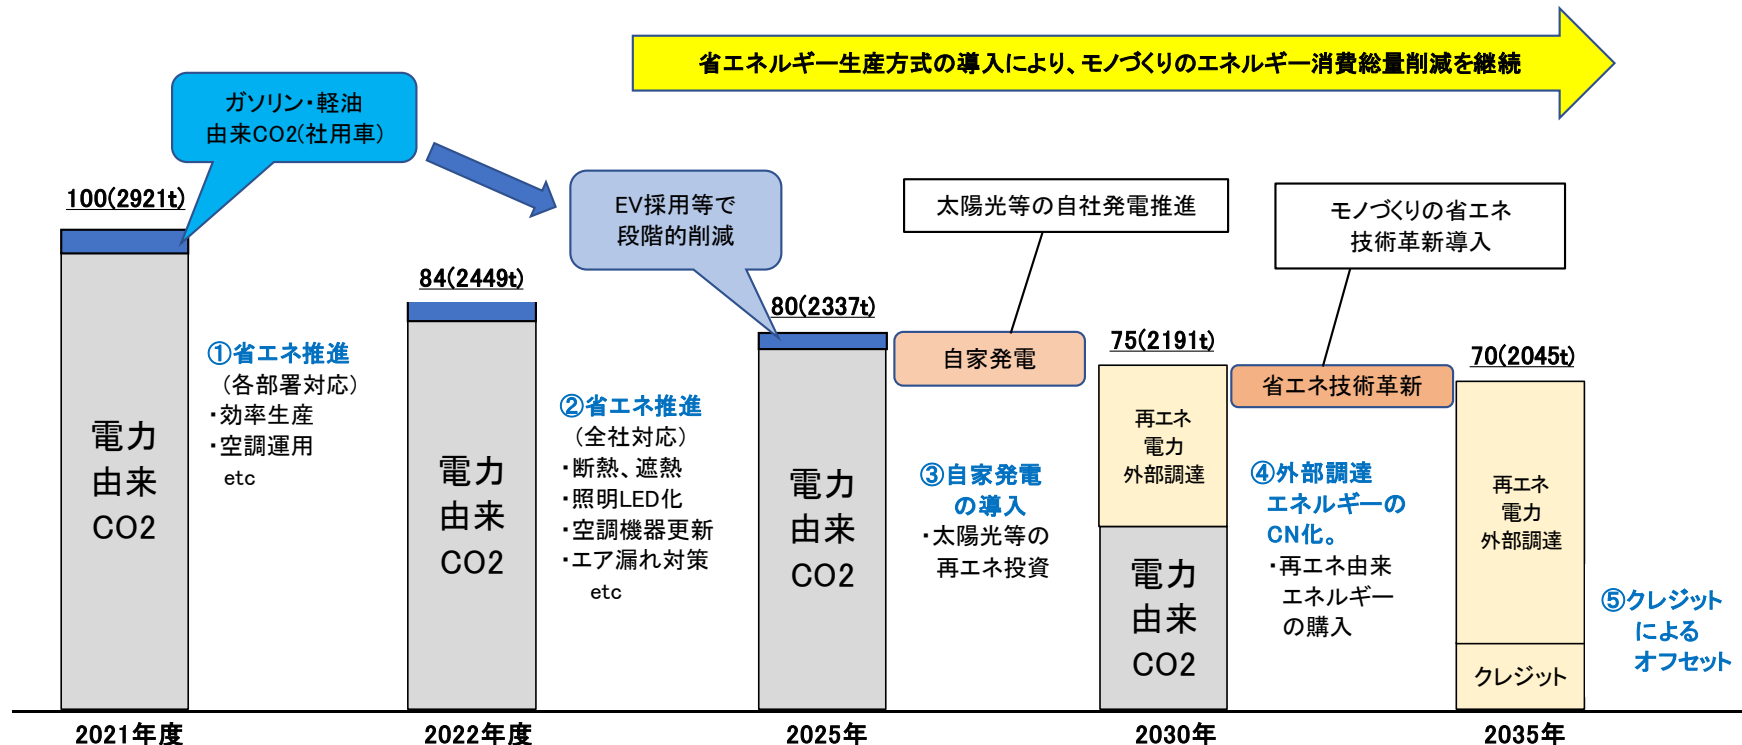 省エネルギー生産方式の導入により、モノづくりのエネルギー消費総量削減を継続
ガソリン・軽油
由来CO2(社用車)
100(2921t)
電力
由来
CO2
2021年度
①省エネ推進
(各部署対応)
・効率生産
・空調運用
etc
84(2449t)
電力
由来
CO2
2022年度
②省エネ推進
(全社対応)
・断熱、遮熱
・照明LED化
・空調機器更新
・エア漏れ対策
etc
EV採用等で
段階的削減
80(2337t)
電力
由来
CO2
2025年
太陽光等の自社発電推進
自家発電
③自家発電
の導入
・太陽光等の
再エネ投資
75(2191t)
再エネ
電力
外部調達
電力
由来
CO2
2030年
モノづくりの省エネ
技術革新導入
省エネ技術革新
④外部調達
エネルギーの
CN化。
・再エネ由来
エネルギー
の購入
70(2045t)
再エネ
電力
外部調達
クレジット
2035年
⑤クレジット
による
オフセット